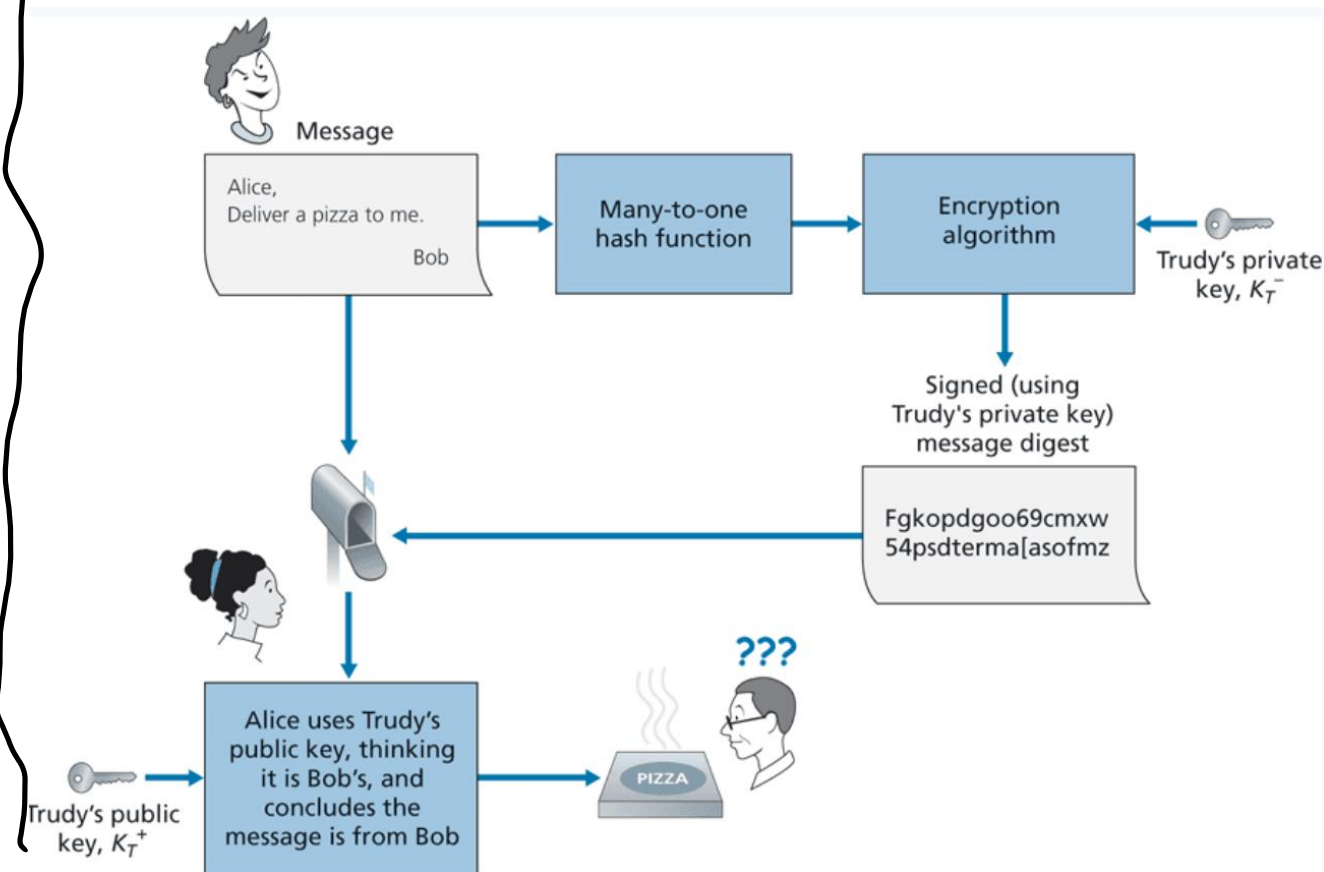 Message
Alice,
Deliver a pizza to me.
Bob
Many-to-one
hash function
Encryption
algorithm
Trudy's private
key, K_T^-
Signed (using
Trudy's private key)
message digest
Fgkopdgoo69cmxw
54psdterma[asofmz
???
Alice uses Trudy's
public key, thinking
it is Bob's, and
concludes the
message is from Bob
PIZZA
Trudy's public
key, K_T^+